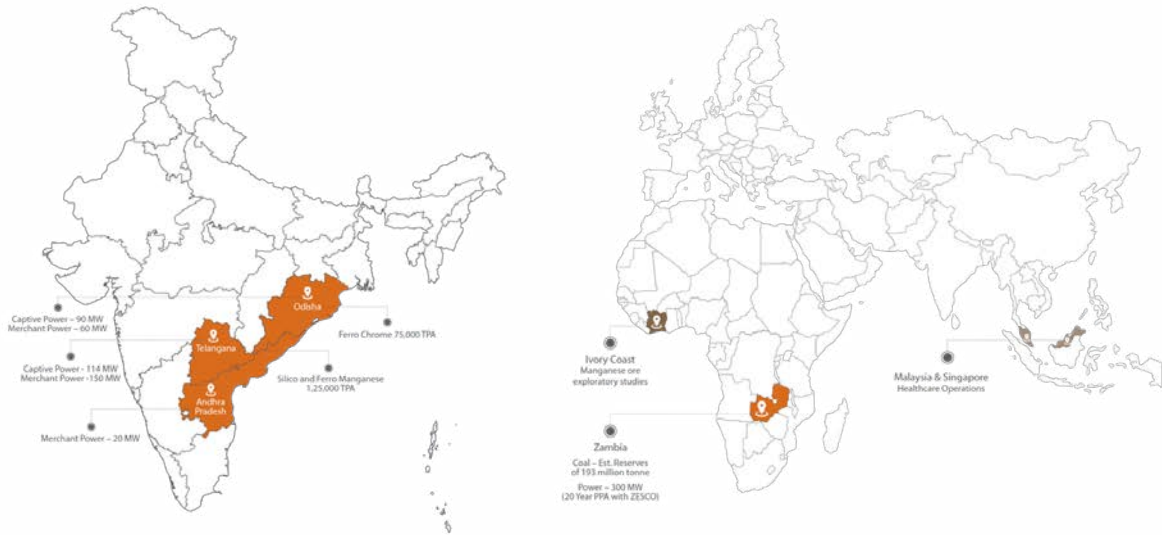 Odisha
Captive Power – 90 MW
Merchant Power – 60 MW
Ferro Chrome 75,000 TPA
Telangana
Captive Power - 114 MW
Merchant Power -150 MW
Silico and Ferro Manganese
1,25,000 TPA
Andhra
Pradesh
Merchant Power – 20 MW
Ivory Coast
Manganese ore
exploratory studies
Malaysia & Singapore
Healthcare Operations
Zambia
Coal – Est. Reserves
of 193 million tonne
Power – 300 MW
(20 Year PPA with ZESCO)